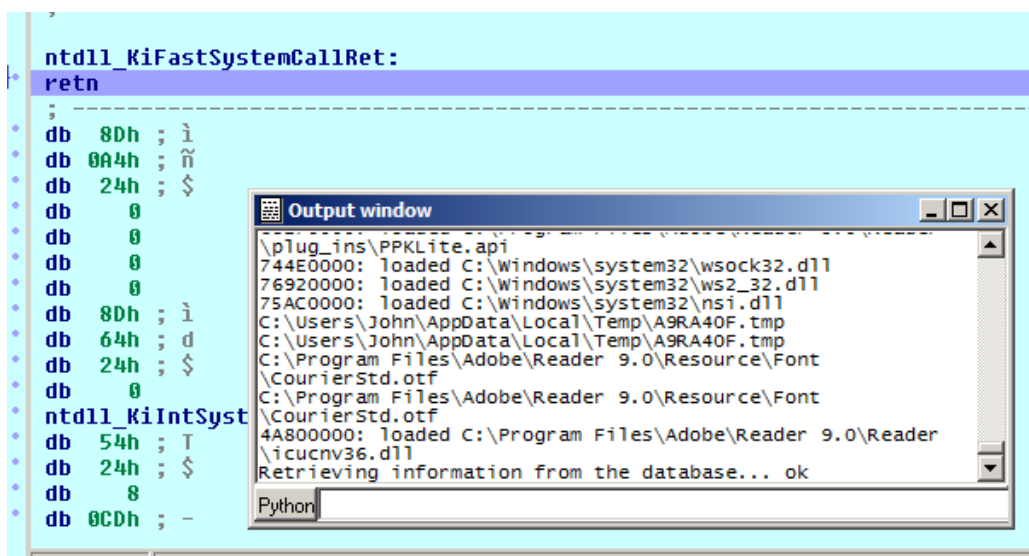 ;
ntdll_KiFastSystemCallRet:
retn
; ----------------------------------------------------------------------
db 8Dh ; ì
db 0A4h ; ñ
db 24h ; $
db 0
db 0
db 0
db 0
db 8Dh ; ì
db 64h ; d
db 24h ; $
db 0
ntdll_KiIntSyst
db 54h ; T
db 24h ; $
db 8
db 0CDh ; -
Output window
\plug_ins\PPKLite.api
744E0000: loaded C:\Windows\system32\wsock32.dll
76920000: loaded C:\Windows\system32\ws2_32.dll
75AC0000: loaded C:\Windows\system32\nsi.dll
C:\Users\John\AppData\Local\Temp\A9RA40F.tmp
C:\Users\John\AppData\Local\Temp\A9RA40F.tmp
C:\Program Files\Adobe\Reader 9.0\Resource\Font
\CourierStd.otf
C:\Program Files\Adobe\Reader 9.0\Resource\Font
\CourierStd.otf
4A800000: loaded C:\Program Files\Adobe\Reader 9.0\Reader
\icucnv36.dll
Retrieving information from the database... ok
Python